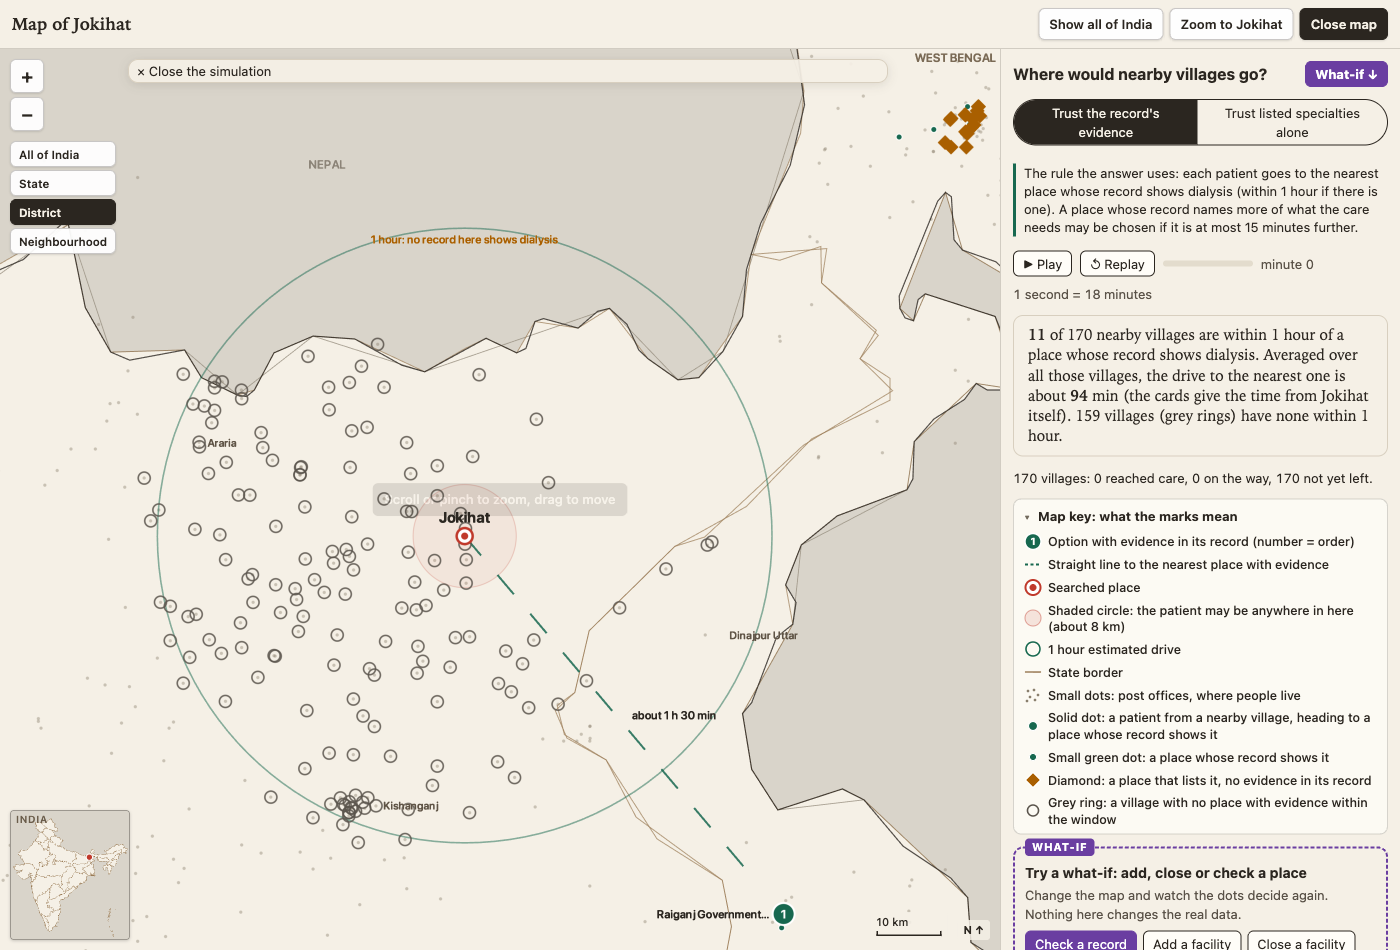 Map of Jokihat
Show all of India
Zoom to Jokihat
Close map
+
−
× Close the simulation
All of India
State
District
Neighbourhood
WEST BENGAL
NEPAL
1 hour: no record here shows dialysis
Araria
Scroll or pinch to zoom, drag to move
Jokihat
Dinajpur Uttar
about 1 h 30 min
Kishanganj
INDIA
Raiganj Government...
1
10 km
N ↑
Where would nearby villages go?
What-if ↓
Trust the record's
evidence
Trust listed specialties
alone
The rule the answer uses: each patient goes to the nearest
place whose record shows dialysis (within 1 hour if there is
one). A place whose record names more of what the care
needs may be chosen if it is at most 15 minutes further.
▶ Play
↺ Replay
minute 0
1 second = 18 minutes
11 of 170 nearby villages are within 1 hour of a
place whose record shows dialysis. Averaged over
all those villages, the drive to the nearest one is
about 94 min (the cards give the time from Jokihat
itself). 159 villages (grey rings) have none within 1
hour.
170 villages: 0 reached care, 0 on the way, 170 not yet left.
▾ Map key: what the marks mean
1 Option with evidence in its record (number = order)
Straight line to the nearest place with evidence
Searched place
Shaded circle: the patient may be anywhere in here
(about 8 km)
1 hour estimated drive
State border
Small dots: post offices, where people live
Solid dot: a patient from a nearby village, heading to a
place whose record shows it
Small green dot: a place whose record shows it
Diamond: a place that lists it, no evidence in its record
Grey ring: a village with no place with evidence within
the window
WHAT-IF
Try a what-if: add, close or check a place
Change the map and watch the dots decide again.
Nothing here changes the real data.
Check a record
Add a facility
Close a facility